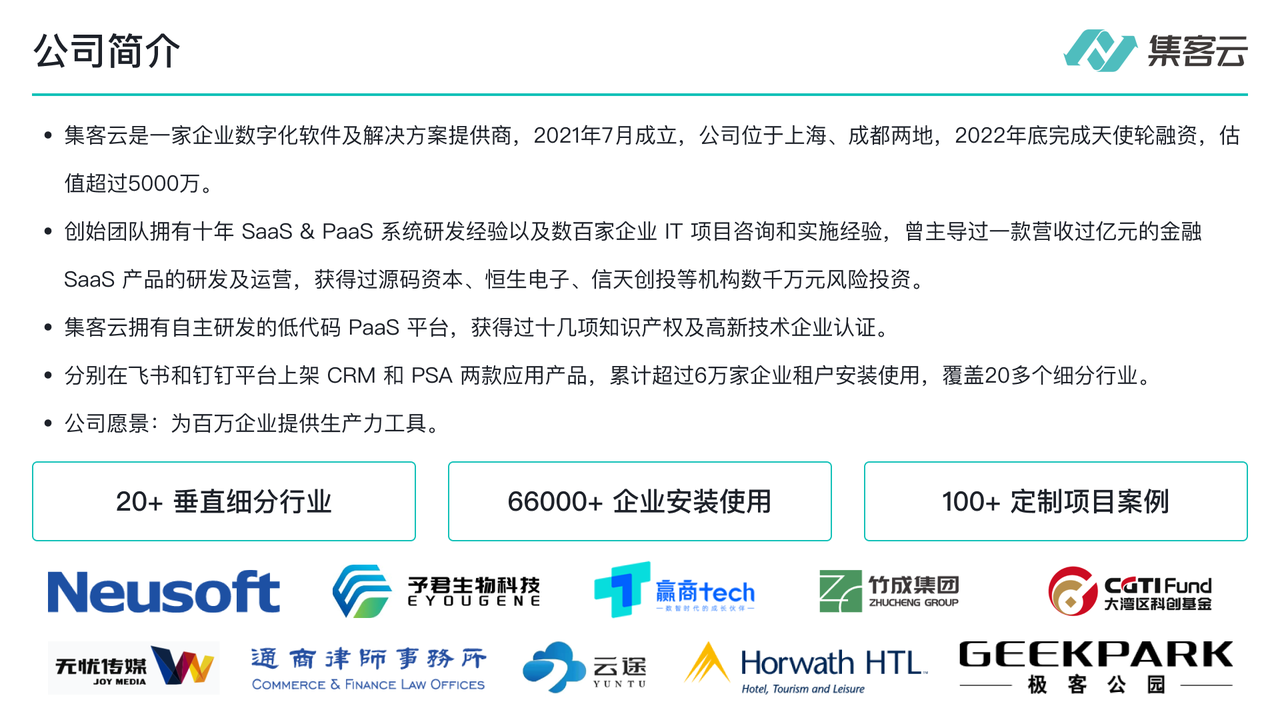 公司简介
集客云
集客云是一家企业数字化软件及解决方案提供商，2021年7月成立，公司位于上海、成都两地，2022年底完成天使轮融资，估
值超过5000万。
创始团队拥有十年 SaaS & PaaS 系统研发经验以及数百家企业 IT 项目咨询和实施经验，曾主导过一款营收过亿元的金融
SaaS 产品的研发及运营，获得过源码资本、恒生电子、信天创投等机构数千万元风险投资。
集客云拥有自主研发的低代码 PaaS 平台，获得过十几项知识产权及高新技术企业认证。
分别在飞书和钉钉平台上架 CRM 和 PSA 两款应用产品，累计超过6万家企业租户安装使用，覆盖20多个细分行业。
公司愿景：为百万企业提供生产力工具。
20+ 垂直细分行业
66000+ 企业安装使用
100+ 定制项目案例
Neusoft
予君生物科技
EYOUGENE
赢商tech
数智时代的成长伙伴
竹成集团
ZHUCHENG GROUP
CGTI Fund
大湾区科创基金
无忧传媒
JOY MEDIA
通商律師事務所
COMMERCE & FINANCE LAW OFFICES
云途
YUNTU
Horwath HTL™
Hotel, Tourism and Leisure
GEEKPARK
极客公园